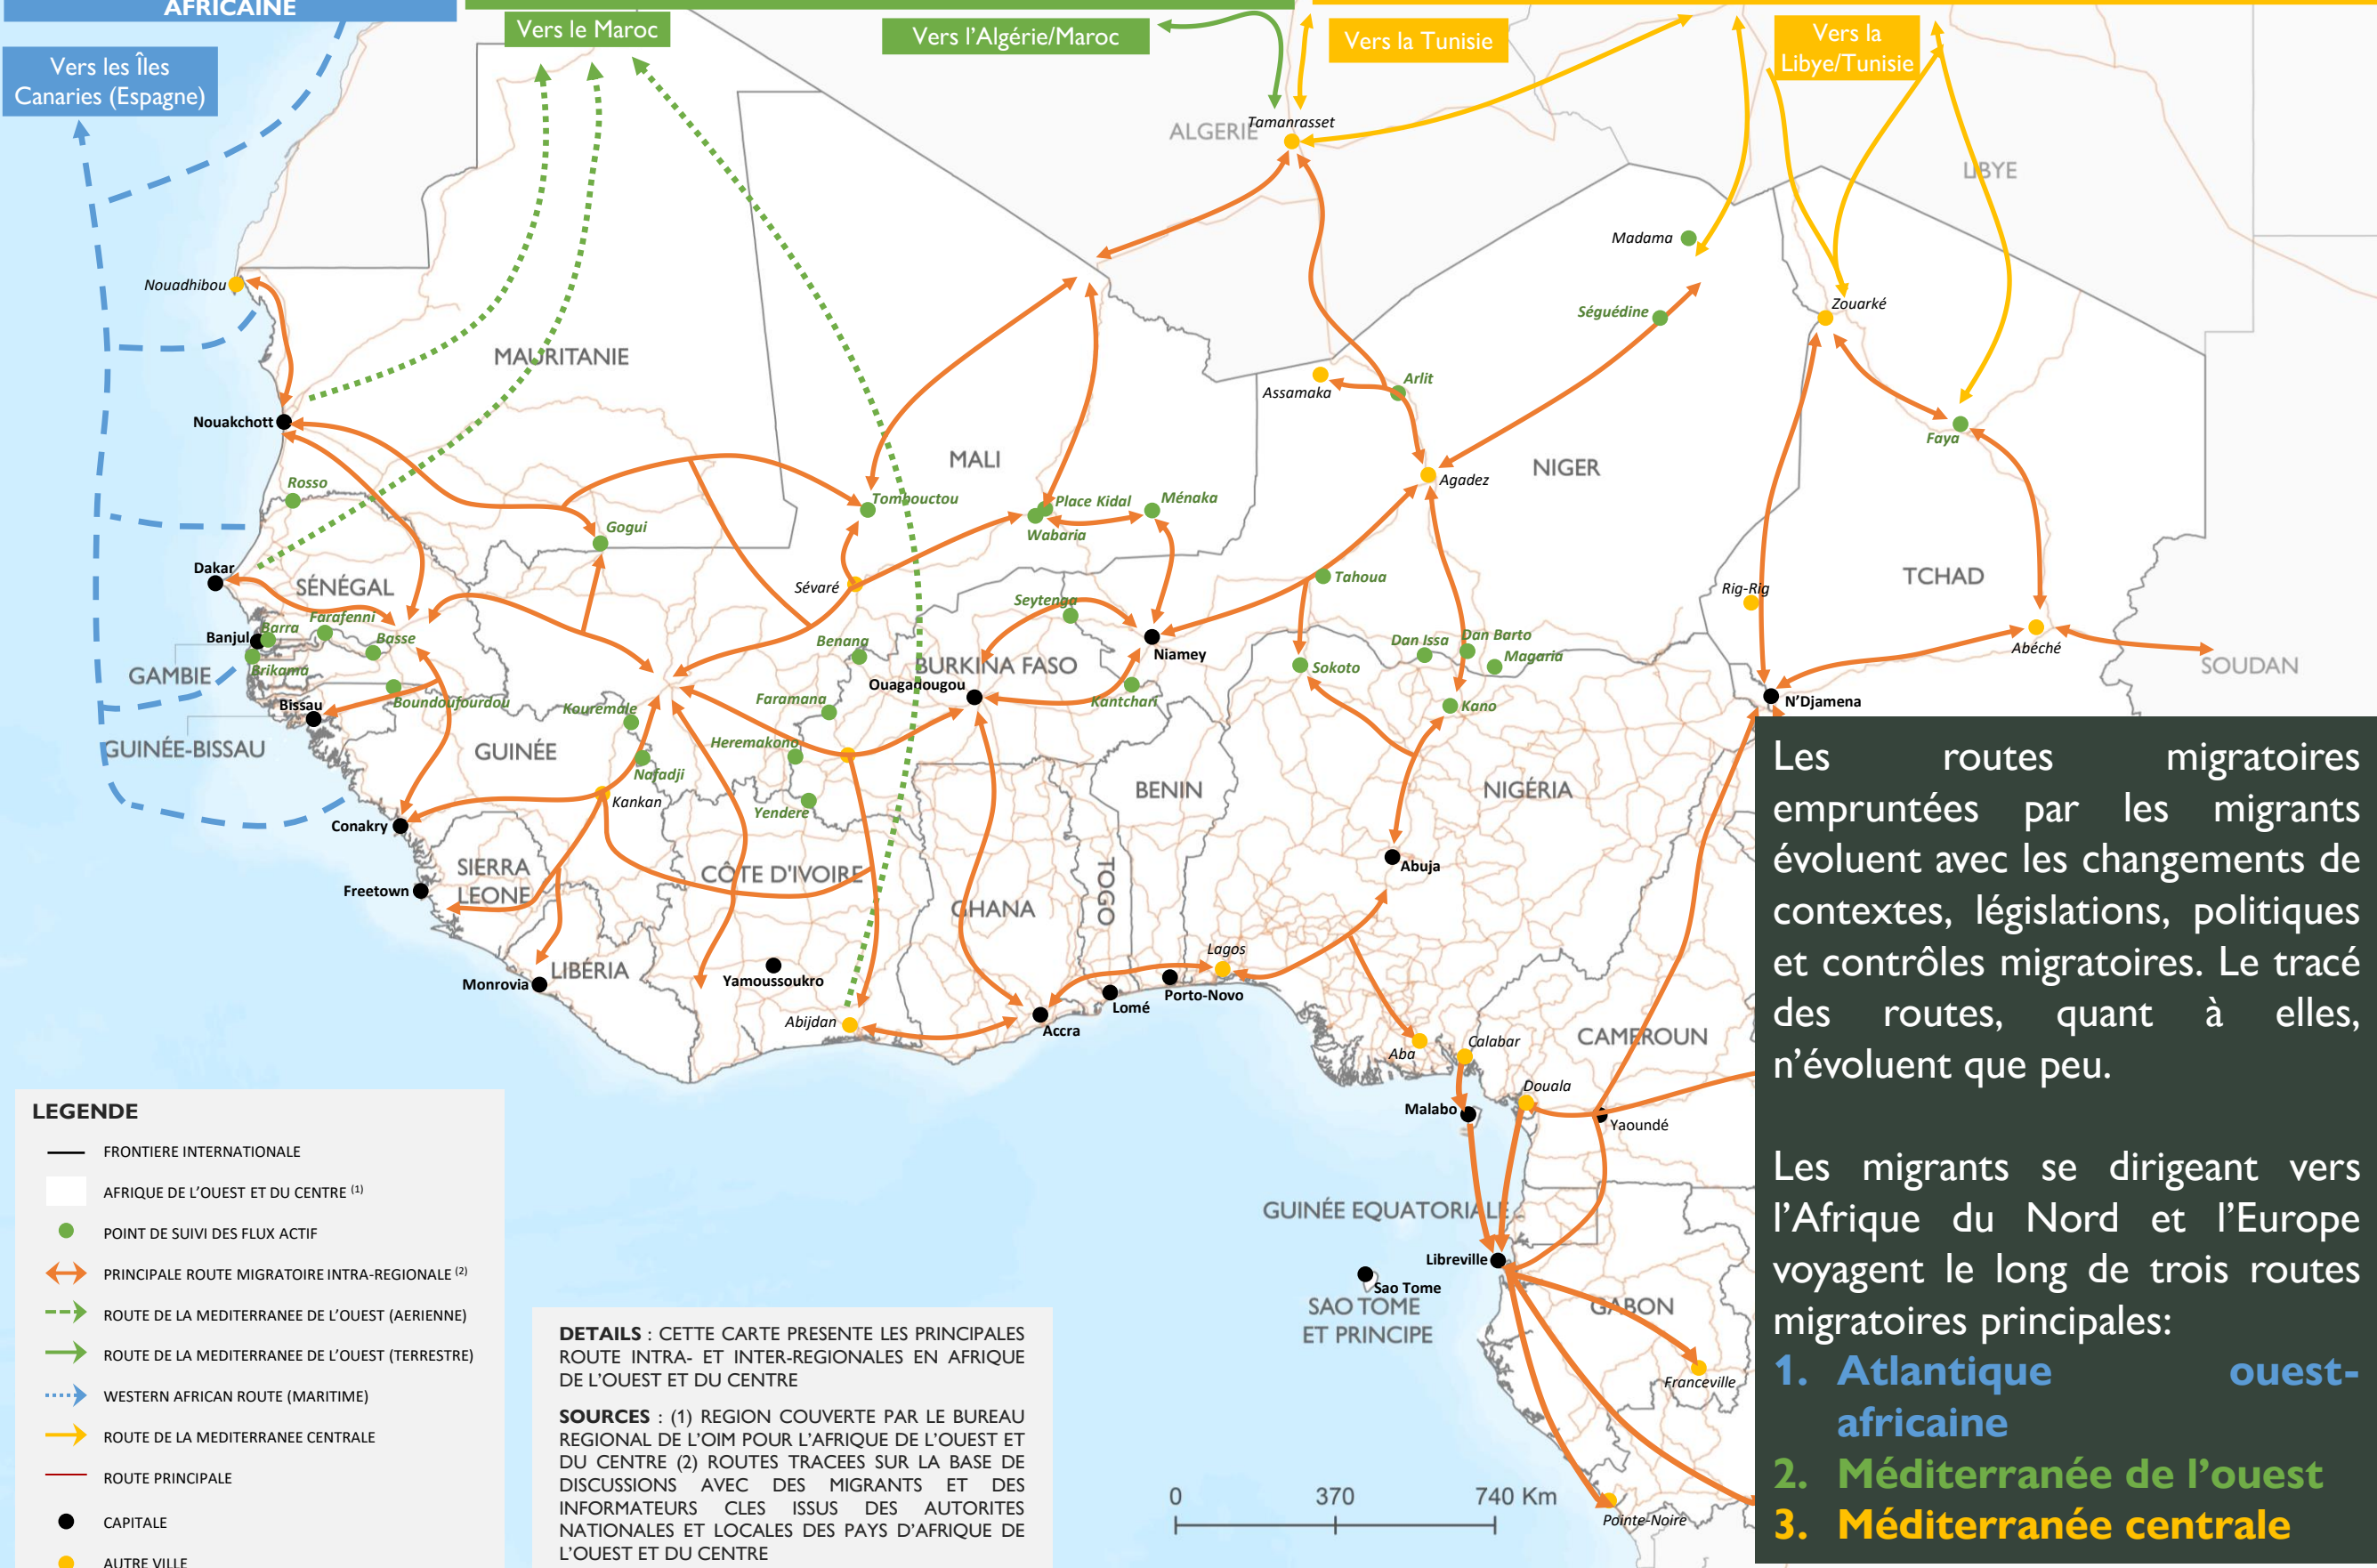 AFRICAINE
Vers les Îles
Canaries (Espagne)
Vers le Maroc
Vers l'Algérie/Maroc
Vers la Tunisie
Vers la
Libye/Tunisie
ALGERIE
Tamanrasset
LIBYE
Madama
Nouadhibou
Séguédine
Zouarké
MAURITANIE
Assamaka
Arlit
Nouakchott
Faya
MALI
NIGER
Agadez
Rosso
Tombouctou
Place Kidal
Ménaka
Gogui
Wabaria
Dakar
SÉNÉGAL
Sévaré
Tahoua
TCHAD
Rig-Rig
Seytenga
Farafenni
Barra
Banjul
Basse
Benang
Niamey
Dan Issa
Dan Barto
Magaria
Abéché
GAMBIE
Brikama
BURKINA FASO
Sokoto
SOUDAN
Ouagadougou
Kantchari
Boundoufourdou
Bissau
Kouremale
Faramana
Kano
N'Djamena
GUINÉE-BISSAU
GUINÉE
Heremakono
Nafadji
BENIN
NIGÉRIA
Kankan
Yendere
Conakry
SIERRA
LEONE
CÔTE D'IVOIRE
TOGO
Abuja
Freetown
GHANA
Lagos
LIBÉRIA
Yamoussoukro
Monrovia
Porto-Novo
Lomé
Abijdan
Accra
CAMEROUN
Aba
Calabar
Douala
Malabo
Yaoundé
GUINÉE EQUATORIALE
Libreville
Sao Tome
SAO TOME
ET PRINCIPE
GABON
Franceville
Pointe-Noire
0 370 740 Km
LEGENDE
FRONTIERE INTERNATIONALE
AFRIQUE DE L'OUEST ET DU CENTRE (1)
POINT DE SUIVI DES FLUX ACTIF
PRINCIPALE ROUTE MIGRATOIRE INTRA-REGIONALE (2)
ROUTE DE LA MEDITERRANEE DE L'OUEST (AERIENNE)
ROUTE DE LA MEDITERRANEE DE L'OUEST (TERRESTRE)
WESTERN AFRICAN ROUTE (MARITIME)
ROUTE DE LA MEDITERRANEE CENTRALE
ROUTE PRINCIPALE
CAPITALE
AUTRE VILLE
DETAILS : CETTE CARTE PRESENTE LES PRINCIPALES
ROUTE INTRA- ET INTER-REGIONALES EN AFRIQUE
DE L'OUEST ET DU CENTRE
SOURCES : (1) REGION COUVERTE PAR LE BUREAU
REGIONAL DE L'OIM POUR L'AFRIQUE DE L'OUEST ET
DU CENTRE (2) ROUTES TRACEES SUR LA BASE DE
DISCUSSIONS AVEC DES MIGRANTS ET DES
INFORMATEURS CLES ISSUS DES AUTORITES
NATIONALES ET LOCALES DES PAYS D'AFRIQUE DE
L'OUEST ET DU CENTRE
Les routes migratoires
empruntées par les migrants
évoluent avec les changements de
contextes, législations, politiques
et contrôles migratoires. Le tracé
des routes, quant à elles,
n'évoluent que peu.
Les migrants se dirigeant vers
l'Afrique du Nord et l'Europe
voyagent le long de trois routes
migratoires principales:
1. Atlantique ouest-
africaine
2. Méditerranée de l'ouest
3. Méditerranée centrale